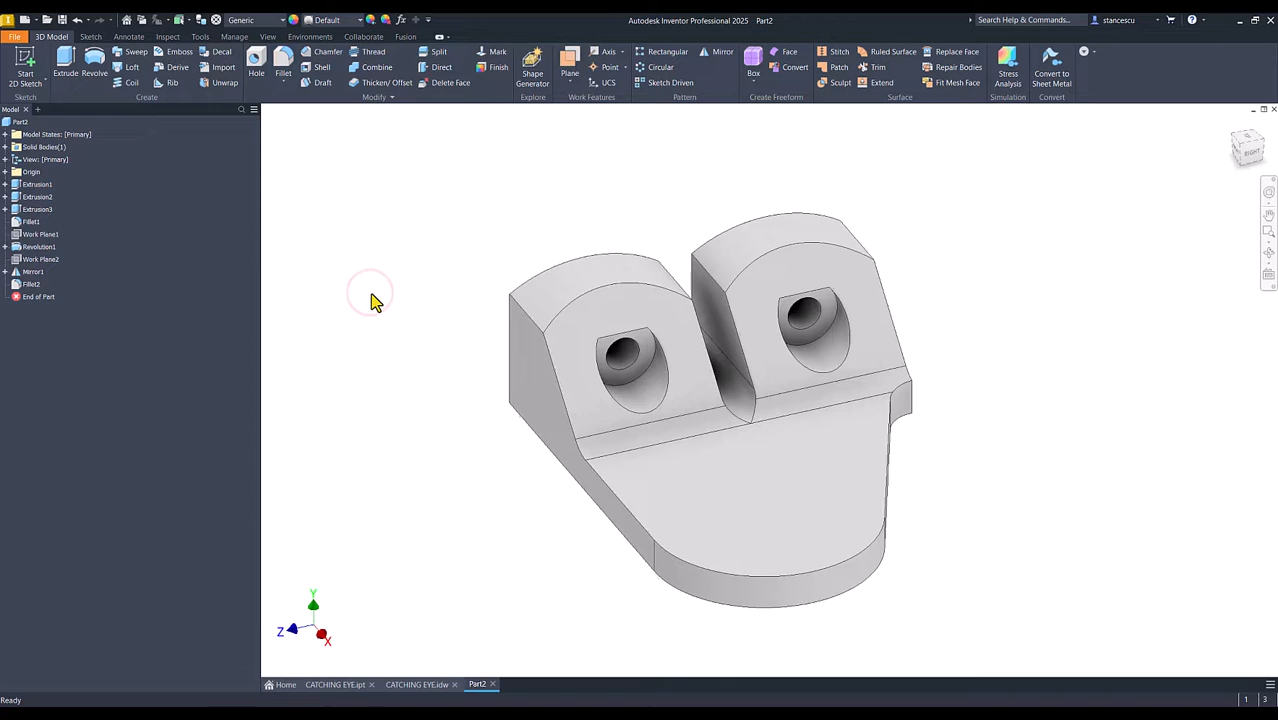 Generic
Default
Autodesk Inventor Professional 2025 Part2
Search Help & Commands...
stancescu
File 3D Model Sketch Annotate Inspect Tools Manage View Environments Collaborate Fusion
Start
2D Sketch
Sketch
Extrude
Revolve
Sweep
Loft
Coil
Emboss
Derive
Rib
Decal
Import
Unwrap
Create
Hole
Fillet
Chamfer
Shell
Draft
Thread
Combine
Thicken/ Offset
Split
Direct
Delete Face
Modify
Mark
Finish
Shape
Generator
Explore
Plane
Axis
Point
UCS
Work Features
Rectangular
Circular
Sketch Driven
Mirror
Pattern
Box
Face
Convert
Create Freeform
Stitch
Patch
Sculpt
Ruled Surface
Trim
Extend
Replace Face
Repair Bodies
Fit Mesh Face
Surface
Stress
Analysis
Simulation
Convert to
Sheet Metal
Convert
Model
Part2
Model States: [Primary]
Solid Bodies(1)
View: [Primary]
Origin
Extrusion1
Extrusion2
Extrusion3
Fillet1
Work Plane1
Revolution1
Work Plane2
Mirror1
Fillet2
End of Part
RIGHT
Y
Z
X
Home CATCHING EYE.ipt CATCHING EYE.idw Part2
Ready
1 3